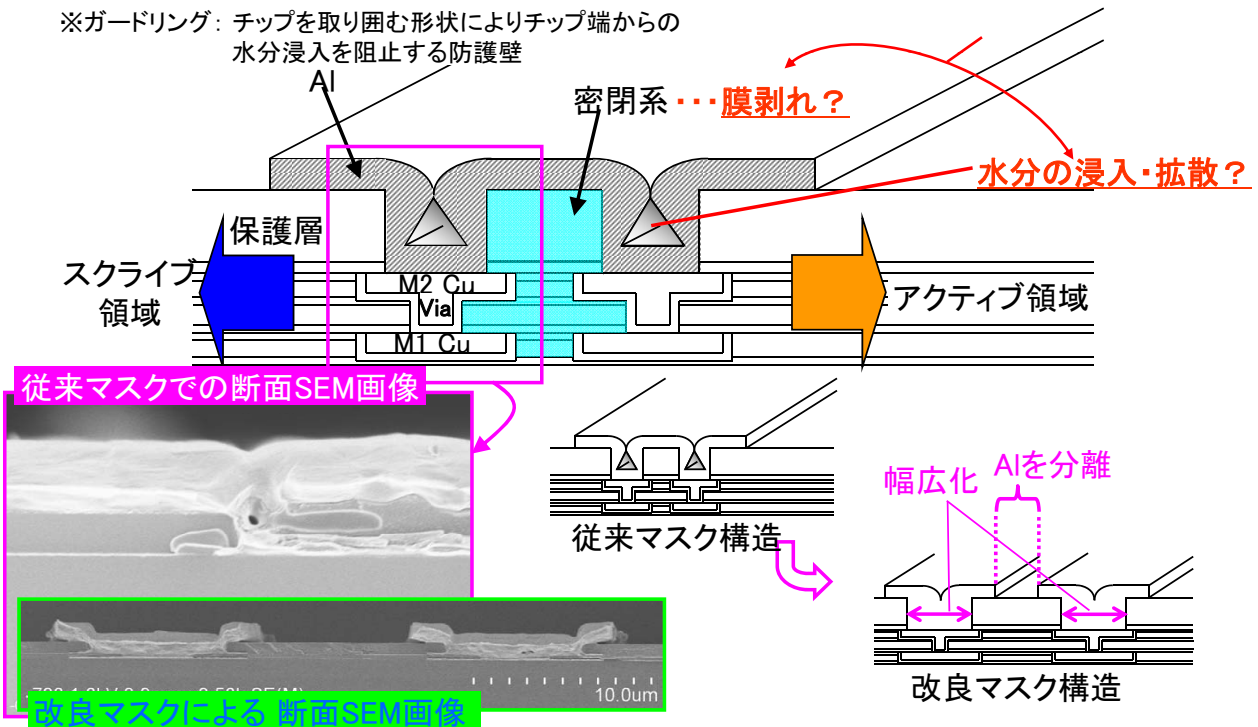 ※ガードリング: チップを取り囲む形状によりチップ端からの
水分浸入を阻止する防護壁
Al
密閉系・・・膜剥れ？
水分の浸入・拡散？
保護層
スクライブ
領域
M2 Cu
Via
M1 Cu
アクティブ領域
従来マスクでの断面SEM画像
従来マスク構造
幅広化
Alを分離
改良マスク構造
10.0um
改良マスクによる 断面SEM画像